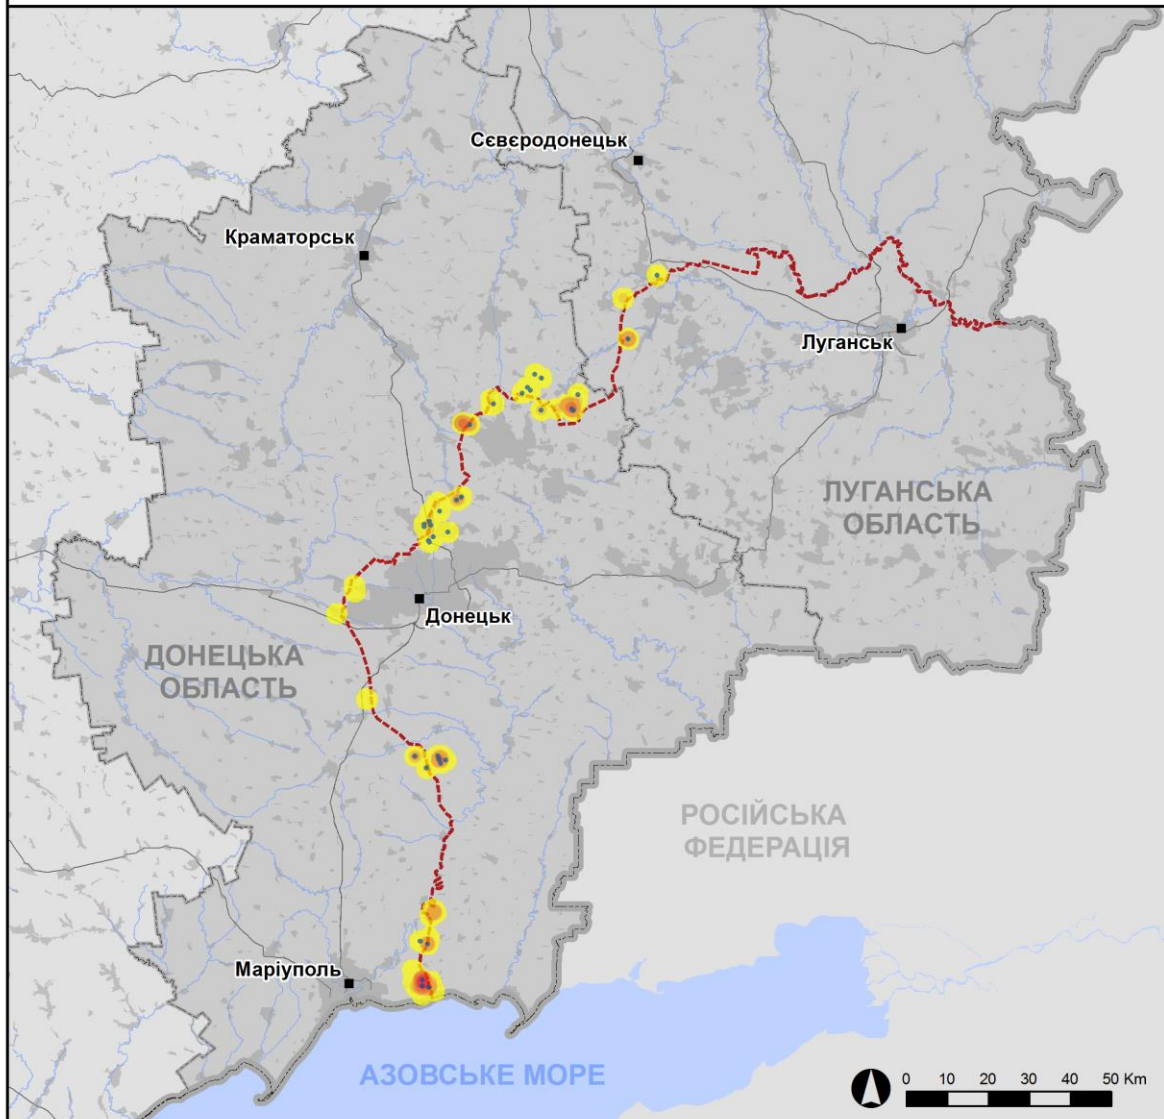 Сєвєродонецьк
Краматорськ
Луганськ
ЛУГАНСЬКА
ОБЛАСТЬ
Донецьк
ДОНЕЦЬКА
ОБЛАСТЬ
РОСІЙСЬКА
ФЕДЕРАЦІЯ
Маріуполь
АЗОВСЬКЕ МОРЕ
0 10 20 30 40 50 Km